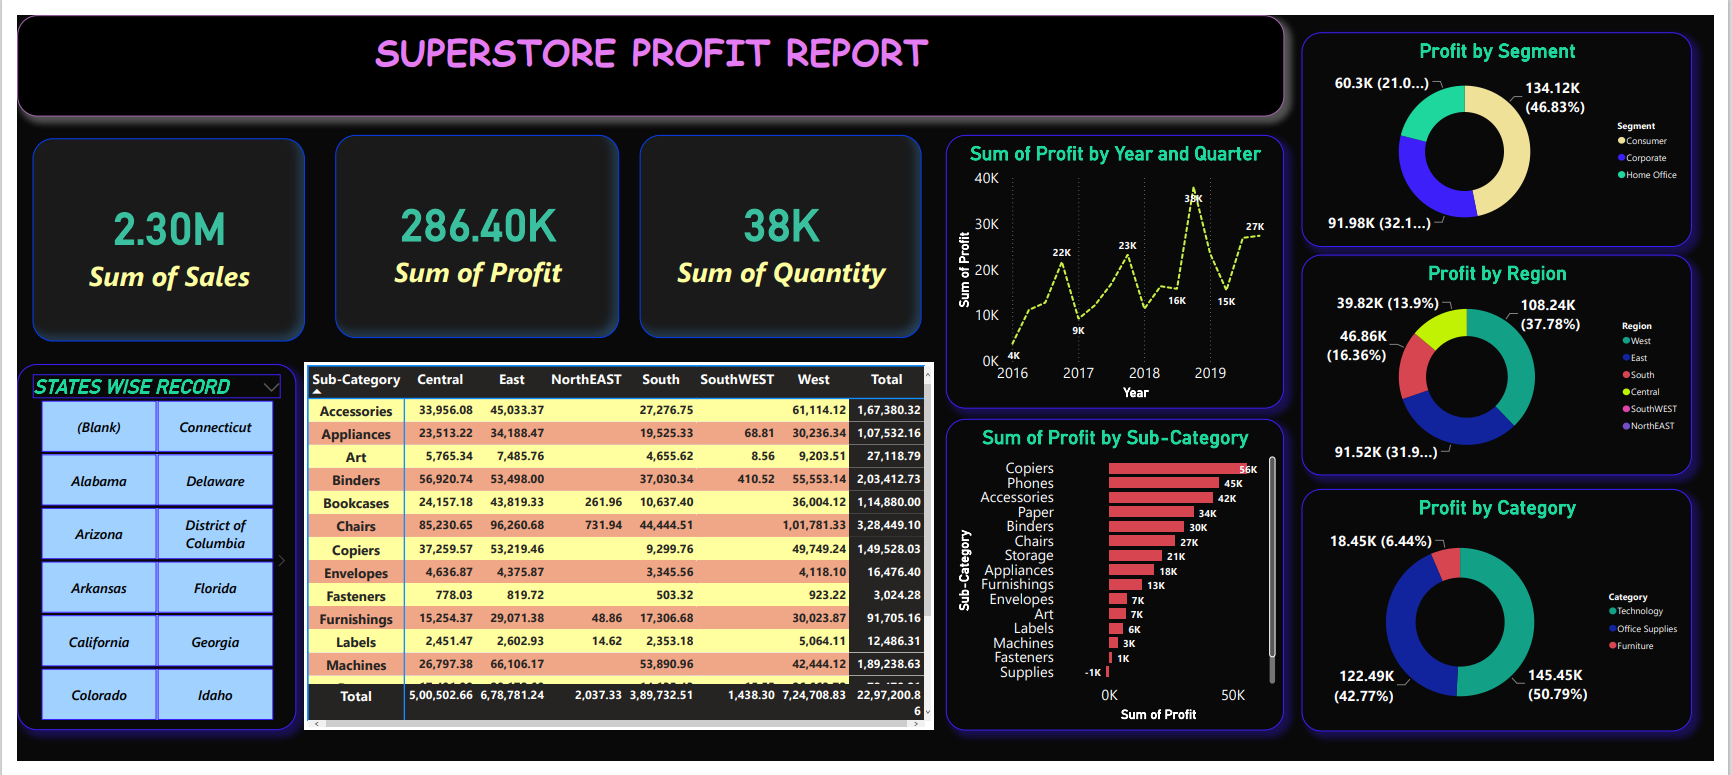 SUPERSTORE PROFIT REPORT
2.30M
Sum of Sales
286.40K
Sum of Profit
38K
Sum of Quantity
STATES WISE RECORD
(Blank) Connecticut
Alabama Delaware
Arizona District of
Columbia
Arkansas Florida
California Georgia
Colorado Idaho
Sub-Category Central East NorthEAST South SouthWEST West Total
Accessories 33,956.08 45,033.37 27,276.75 61,114.12 1,67,380.32
Appliances 23,513.22 34,188.47 19,525.33 68.81 30,236.34 1,07,532.16
Art 5,765.34 7,485.76 4,655.62 8.56 9,203.51 27,118.79
Binders 56,920.74 53,498.00 37,030.34 410.52 55,553.14 2,03,412.73
Bookcases 24,157.18 43,819.33 261.96 10,637.40 36,004.12 1,14,880.00
Chairs 85,230.65 96,260.68 731.94 44,444.51 1,01,781.33 3,28,449.10
Copiers 37,259.57 53,219.46 9,299.76 49,749.24 1,49,528.03
Envelopes 4,636.87 4,375.87 3,345.56 4,118.10 16,476.40
Fasteners 778.03 819.72 503.32 923.22 3,024.28
Furnishings 15,254.37 29,071.38 48.86 17,306.68 30,023.87 91,705.16
Labels 2,451.47 2,602.93 14.62 2,353.18 5,064.11 12,486.31
Machines 26,797.38 66,106.17 53,890.96 42,444.12 1,89,238.63
Total 5,00,502.66 6,78,781.24 2,037.33 3,89,732.51 1,438.30 7,24,708.83 22,97,200.8
6
Sum of Profit by Year and Quarter
Sum of Profit
40K
30K
20K
10K
0K
4K
22K
9K
23K
16K
38K
15K
27K
2016 2017 2018 2019
Year
Sum of Profit by Sub-Category
Sub-Category
Copiers 56K
Phones 45K
Accessories 42K
Paper 34K
Binders 30K
Chairs 27K
Storage 21K
Appliances 18K
Furnishings 13K
Envelopes 7K
Art 7K
Labels 6K
Machines 3K
Fasteners 1K
Supplies -1K
0K 50K
Sum of Profit
Profit by Segment
60.3K (21.0...)
134.12K
(46.83%)
91.98K (32.1...)
Segment
Consumer
Corporate
Home Office
Profit by Region
39.82K (13.9%)
108.24K
(37.78%)
46.86K
(16.36%)
91.52K (31.9...)
Region
West
East
South
Central
SouthWEST
NorthEAST
Profit by Category
18.45K (6.44%)
122.49K
(42.77%)
145.45K
(50.79%)
Category
Technology
Office Supplies
Furniture